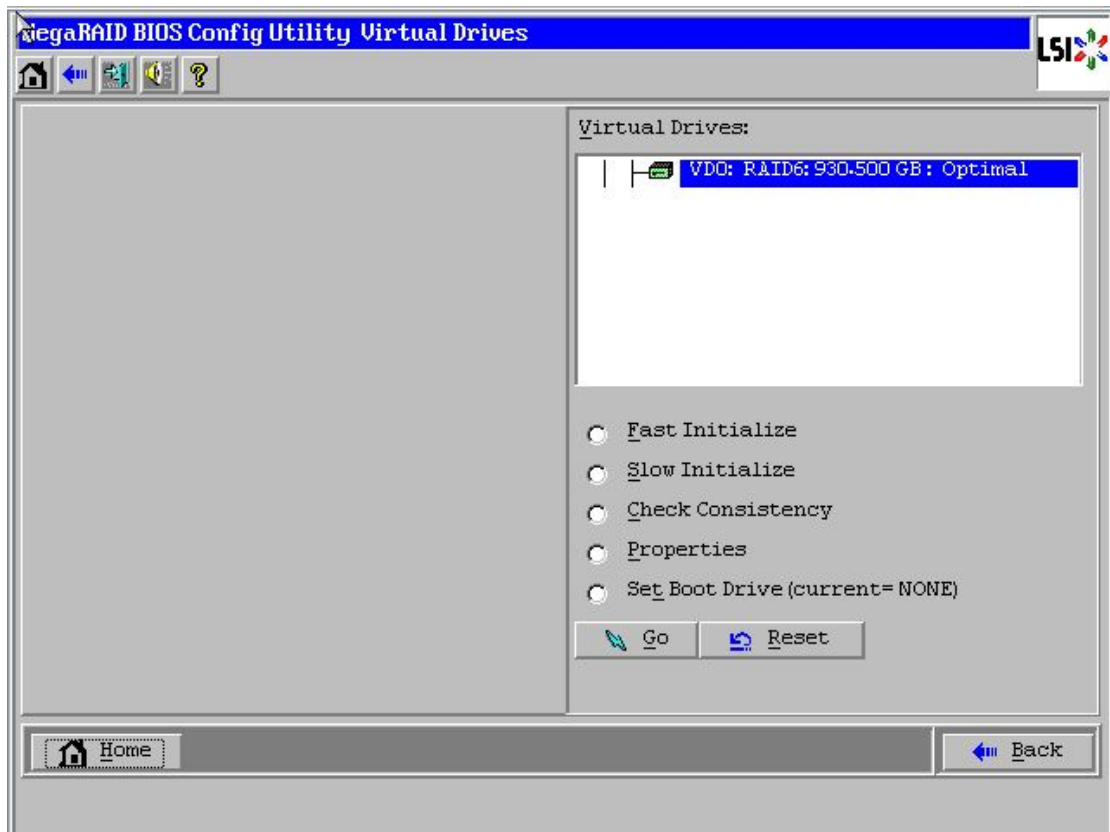 MegaRAID BIOS Config Utility Virtual Drives
LSI
Virtual Drives:
VD0: RAID6: 930.500 GB: Optimal
Fast Initialize
Slow Initialize
Check Consistency
Properties
Set Boot Drive (current= NONE)
Go
Reset
Home
Back